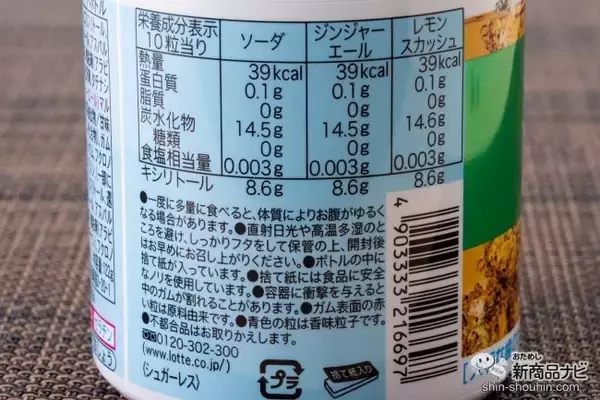 栄養成分表示
10粒当り
ソーダ
ジンジャー
エール
レモン
スカッシュ
熱量 39kcal 39kcal 39kcal
蛋白質 0.1g 0.1g 0.1g
脂質 0g 0g 0g
炭水化物 14.5g 14.5g 14.6g
糖類 0g 0g 0g
食塩相当量 0.003g 0.003g 0.003g
キシリトール 8.6g 8.6g 8.6g
●一度に多量に食べると、体質によりお腹がゆるく
なる場合があります。●直射日光や高温多湿のと
ころを避け、しっかりフタをして保管の上、開封後
はお早めにお召し上がりください。●ボトルの中に
捨て紙が入っています。●捨て紙には食品に安全
なノリを使用しています。●容器に衝撃を与えると
中のガムが割れることがあります。●ガム表面の赤
い粒は原料由来です。●青色の粒は香味粒子です。
●不都合品はお取りかえします。
0120-302-300
(www.lotte.co.jp/)
(シュガーレス)
プラ
捨て紙入り
4903333216697
おためし
新商品ナビ
shin-shouhin.com